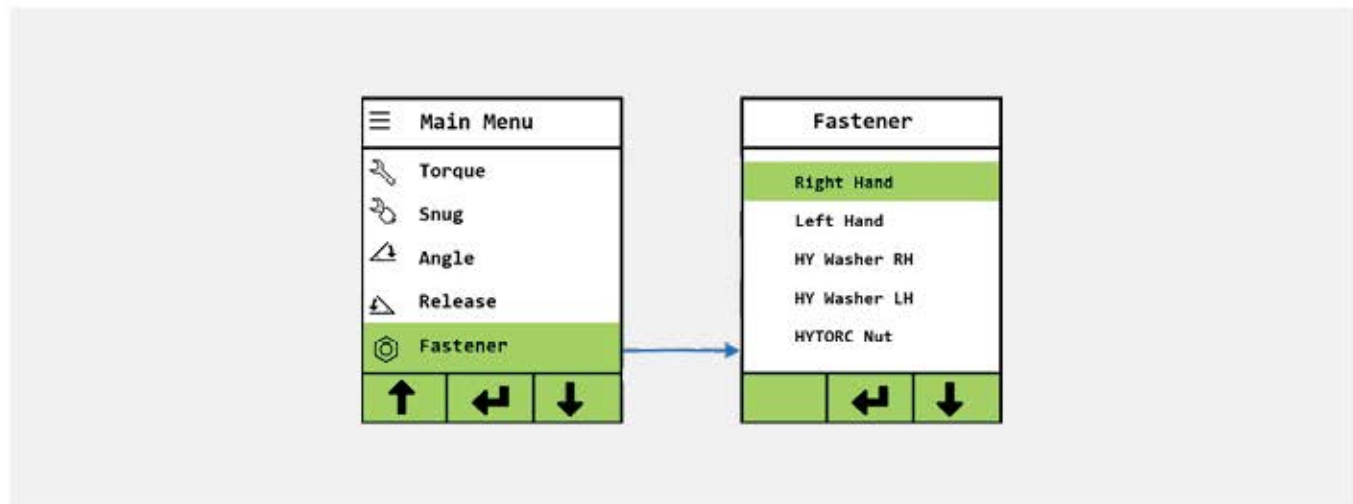 Main Menu
Torque
Snug
Angle
Release
Fastener
Fastener
Right Hand
Left Hand
HY Washer RH
HY Washer LH
HYTORC Nut